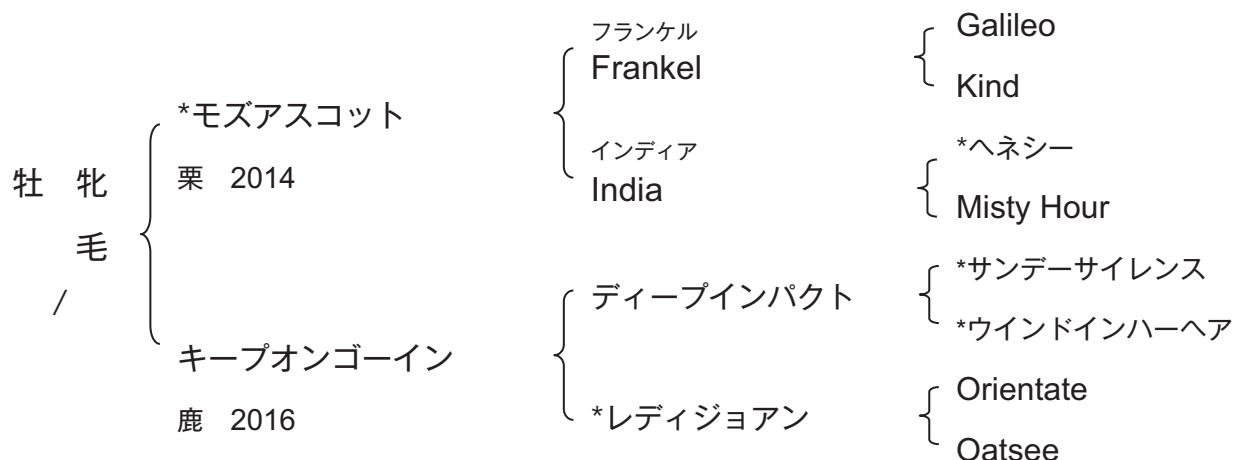 牡　牝
毛
/
*モズアスコット
栗　2014
キープオンゴーイン
鹿　2016
フランケル
Frankel
インディア
India
ディープインパクト
*レディジョアン
Galileo
Kind
*ヘネシー
Misty Hour
*サンデーサイレンス
*ウインドインハーヘア
Orientate
Oatsee